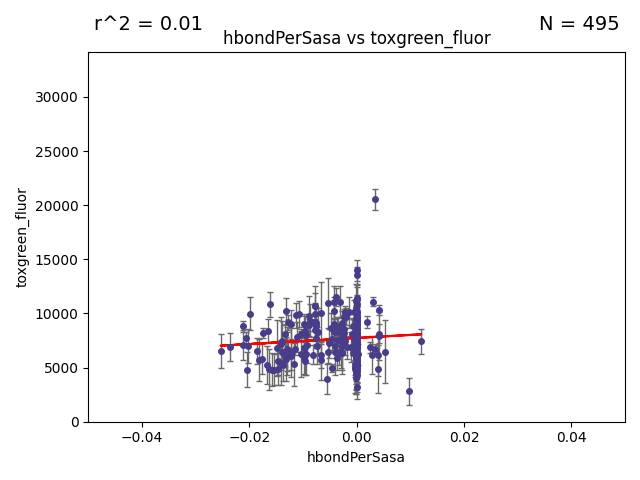 r^2 = 0.01
N = 495
hbondPerSasa vs toxgreen_fluor
toxgreen_fluor
30000
25000
20000
15000
10000
5000
0
−0.04
−0.02
0.00
0.02
0.04
hbondPerSasa